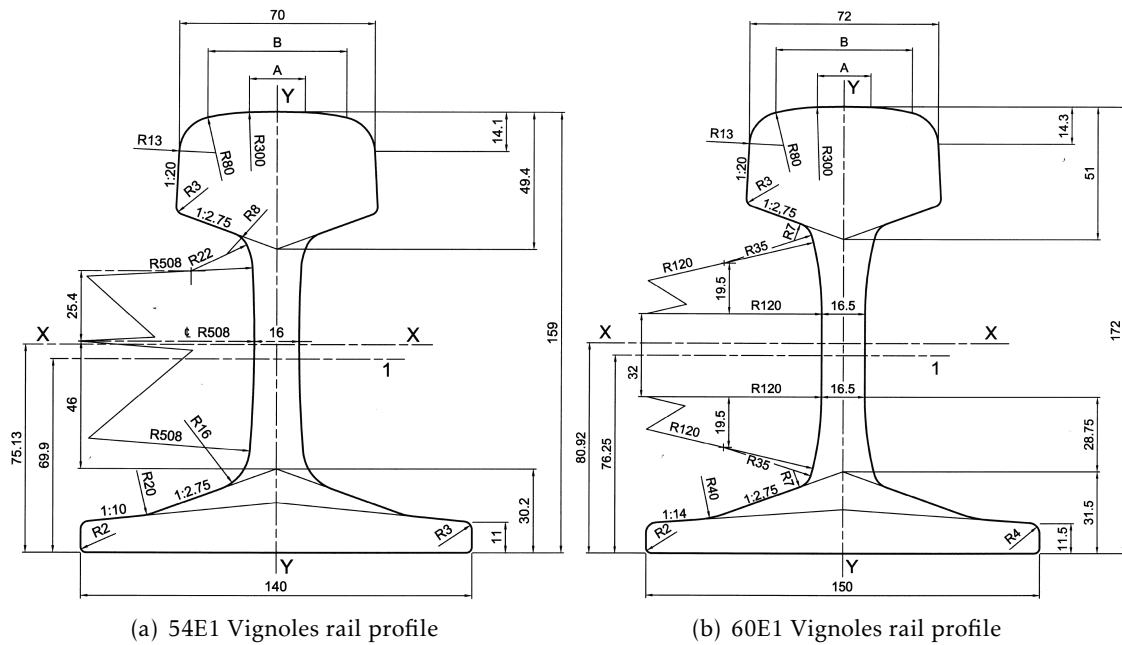 70
B
A
Y
R13
1:20
R80
R300
14.1
49.4
R3
1:2.75
R8
R22
R508
25.4
X
℄ R508
16
X
159
1
75.13
69.9
46
R508
R16
R20
1:2.75
1:10
R2
R3
11
30.2
Y
140
(a) 54E1 Vignoles rail profile
72
B
A
Y
R13
1:20
R80
R300
14.3
51
R3
1:2,75
R7
R35
R120
19.5
R120
16.5
X
X
172
1
80.92
76.25
32
R120
16.5
19.5
R120
R35
R7
28.75
R40
1:2,75
1:14
R2
R4
11.5
31.5
Y
150
(b) 60E1 Vignoles rail profile